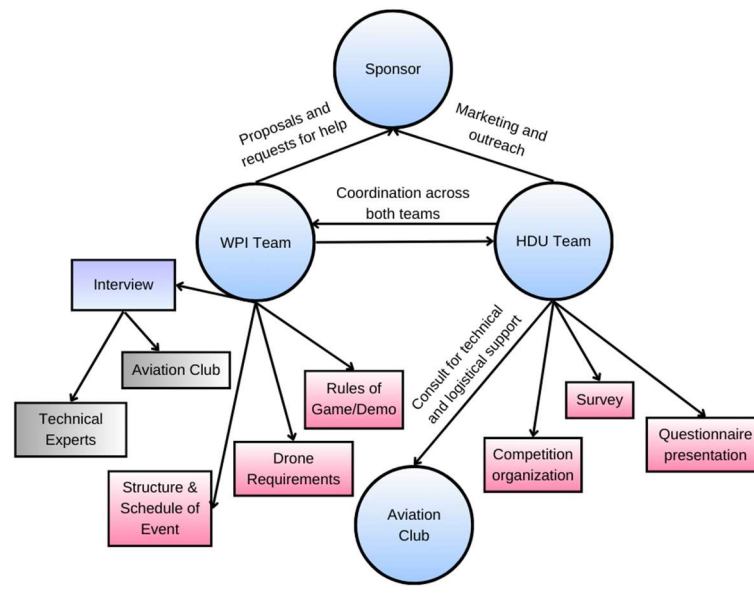 Sponsor
Proposals and
requests for help
Marketing and
outreach
Coordination across
both teams
WPI Team
HDU Team
Interview
Aviation Club
Technical
Experts
Rules of
Game/Demo
Drone
Requirements
Structure &
Schedule of
Event
Consult for technical
and logistical support
Survey
Questionnaire
presentation
Competition
organization
Aviation
Club